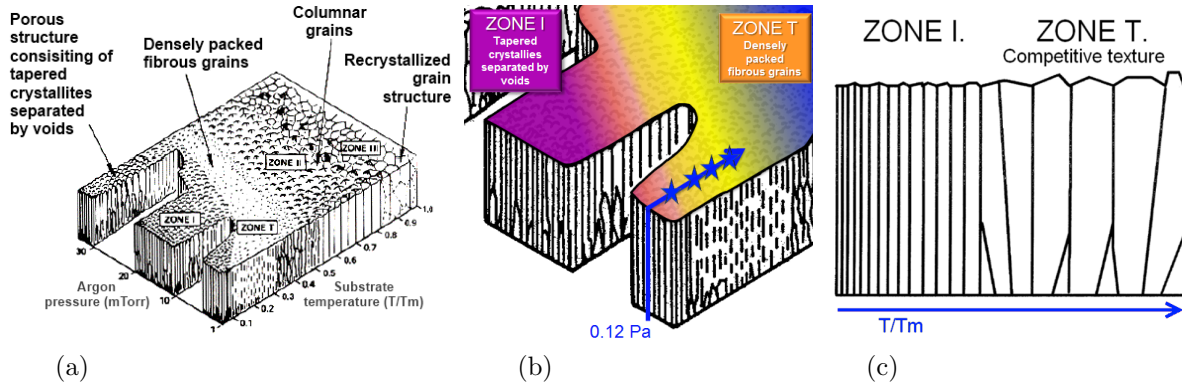 Porous
structure
consisiting of
tapered
crystallites
separated
by voids
Densely packed
fibrous grains
Columnar
grains
Recrystallized
grain
structure
ZONE III
ZONE II
ZONE I
ZONE T
30
20
10
1
0.1
0.2
0.3
0.4
0.5
0.6
0.7
0.8
0.9
1.0
Argon
pressure (mTorr)
Substrate
temperature (T/Tm)
(a)
ZONE I
Tapered
crystallies
separated by
voids
ZONE T
Densely
packed
fibrous grains
0.12 Pa
(b)
ZONE I.
ZONE T.
Competitive texture
T/Tm
(c)